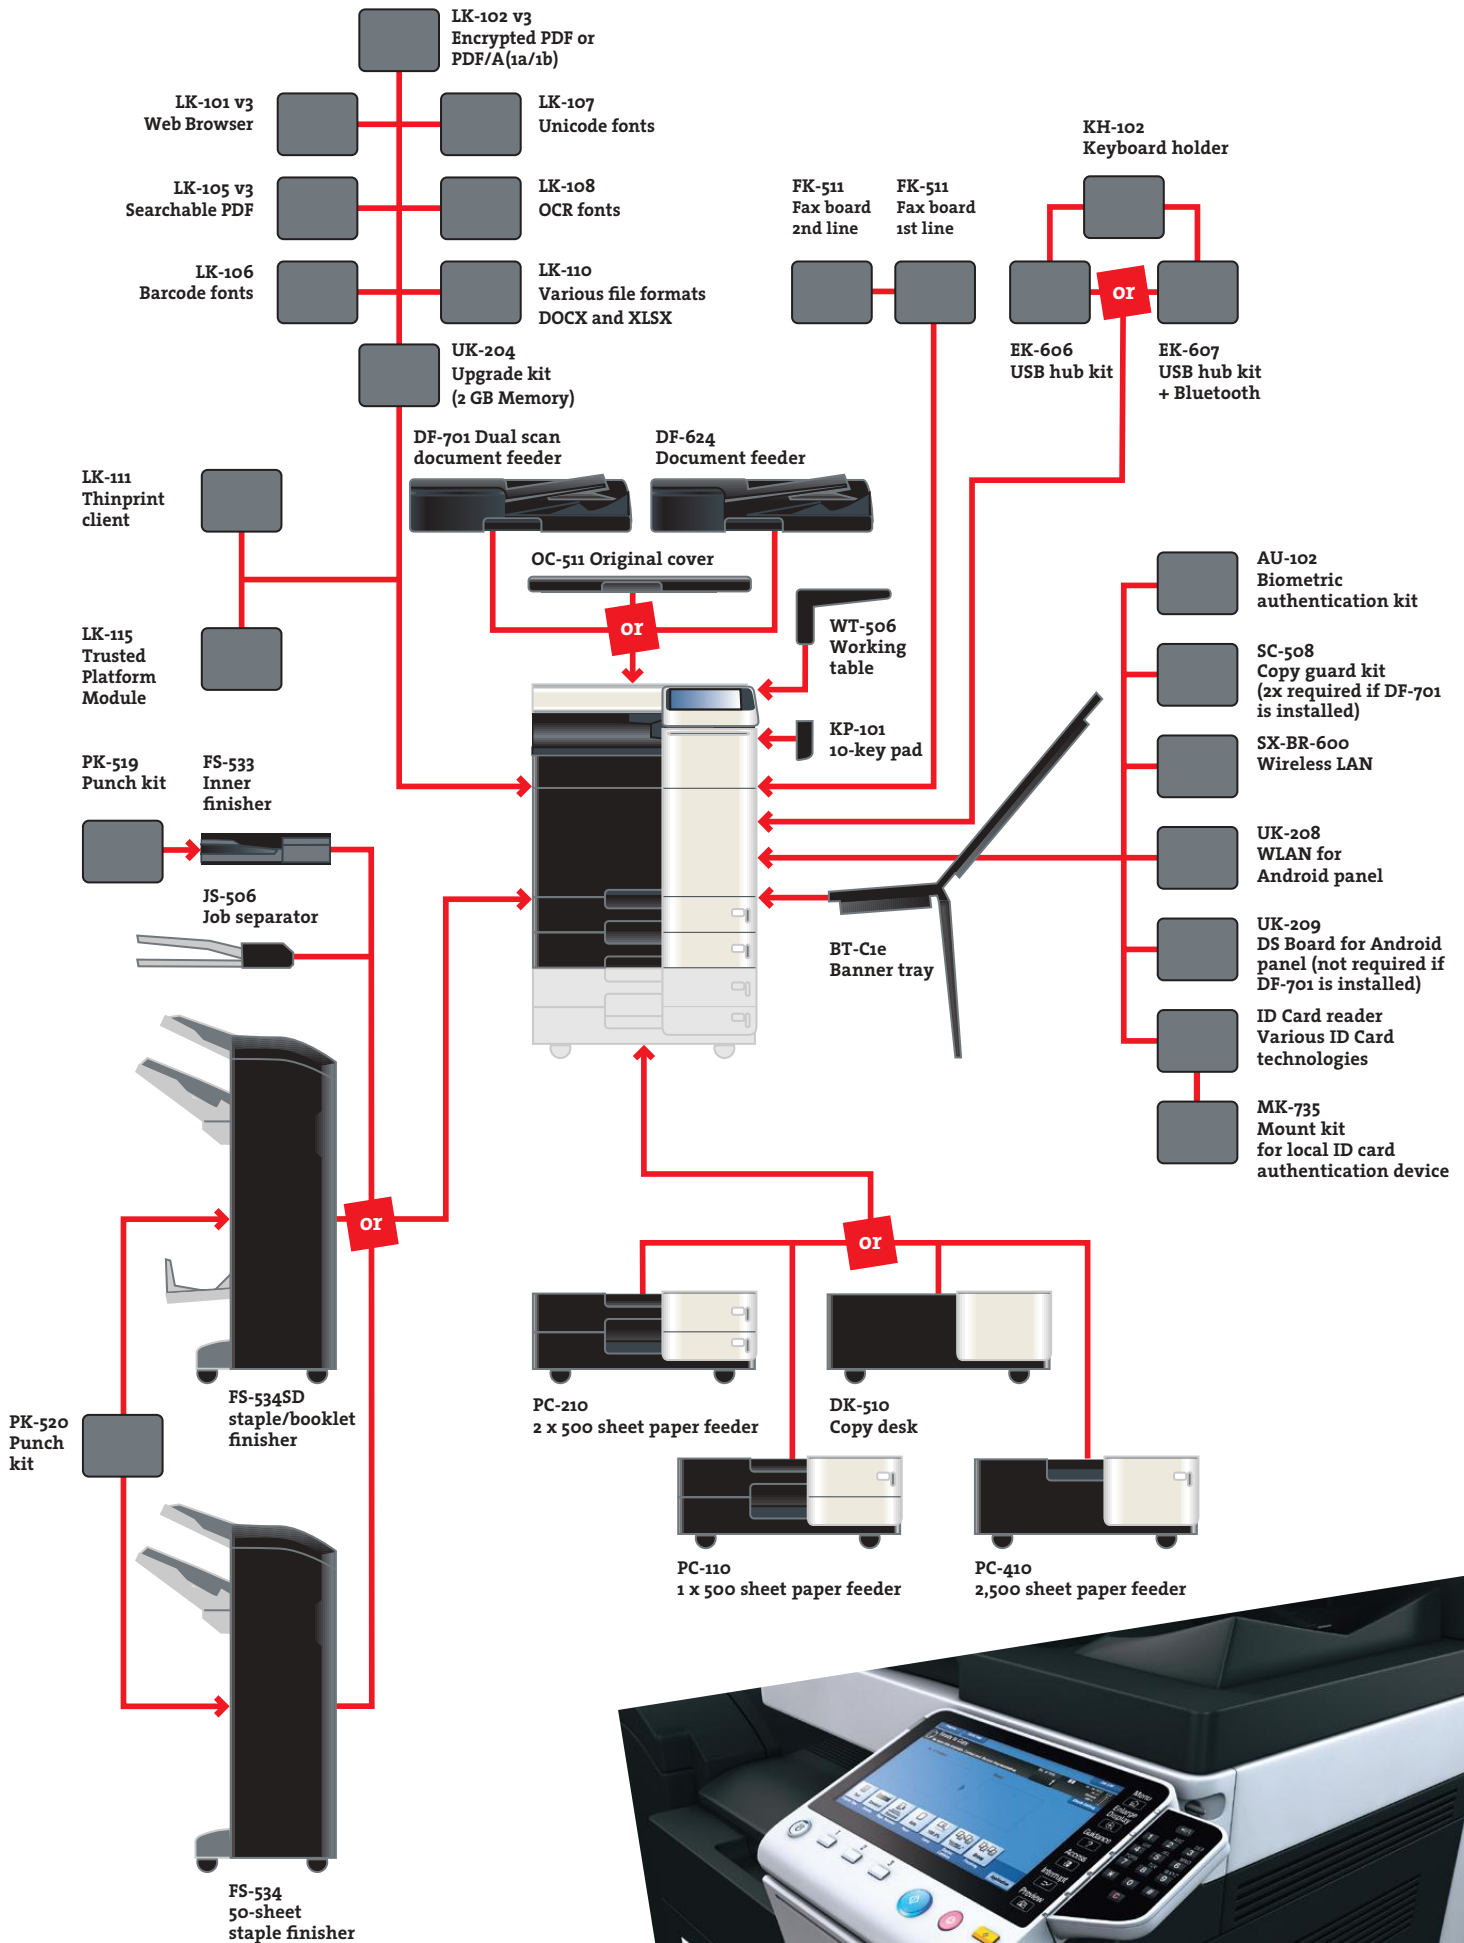 LK-102 v3
Encrypted PDF or
PDF/A(1a/1b)
LK-101 v3
Web Browser
LK-107
Unicode fonts
LK-105 v3
Searchable PDF
LK-108
OCR fonts
LK-106
Barcode fonts
LK-110
Various file formats
DOCX and XLSX
UK-204
Upgrade kit
(2 GB Memory)
KH-102
Keyboard holder
FK-511
Fax board
2nd line
FK-511
Fax board
1st line
or
EK-606
USB hub kit
EK-607
USB hub kit
+ Bluetooth
DF-701 Dual scan
document feeder
DF-624
Document feeder
LK-111
Thinprint
client
OC-511 Original cover
or
LK-115
Trusted
Platform
Module
WT-506
Working
table
KP-101
10-key pad
AU-102
Biometric
authentication kit
SC-508
Copy guard kit
(2x required if DF-701
is installed)
SX-BR-600
Wireless LAN
UK-208
WLAN for
Android panel
UK-209
DS Board for Android
panel (not required if
DF-701 is installed)
ID Card reader
Various ID Card
technologies
MK-735
Mount kit
for local ID card
authentication device
PK-519
Punch kit
FS-533
Inner
finisher
JS-506
Job separator
BT-C1e
Banner tray
or
or
FS-534SD
staple/booklet
finisher
PK-520
Punch
kit
PC-210
2 x 500 sheet paper feeder
DK-510
Copy desk
PC-110
1 x 500 sheet paper feeder
PC-410
2,500 sheet paper feeder
FS-534
50-sheet
staple finisher
Menu
Enlarge
Display
Guidance
Access
Interrupt
Preview